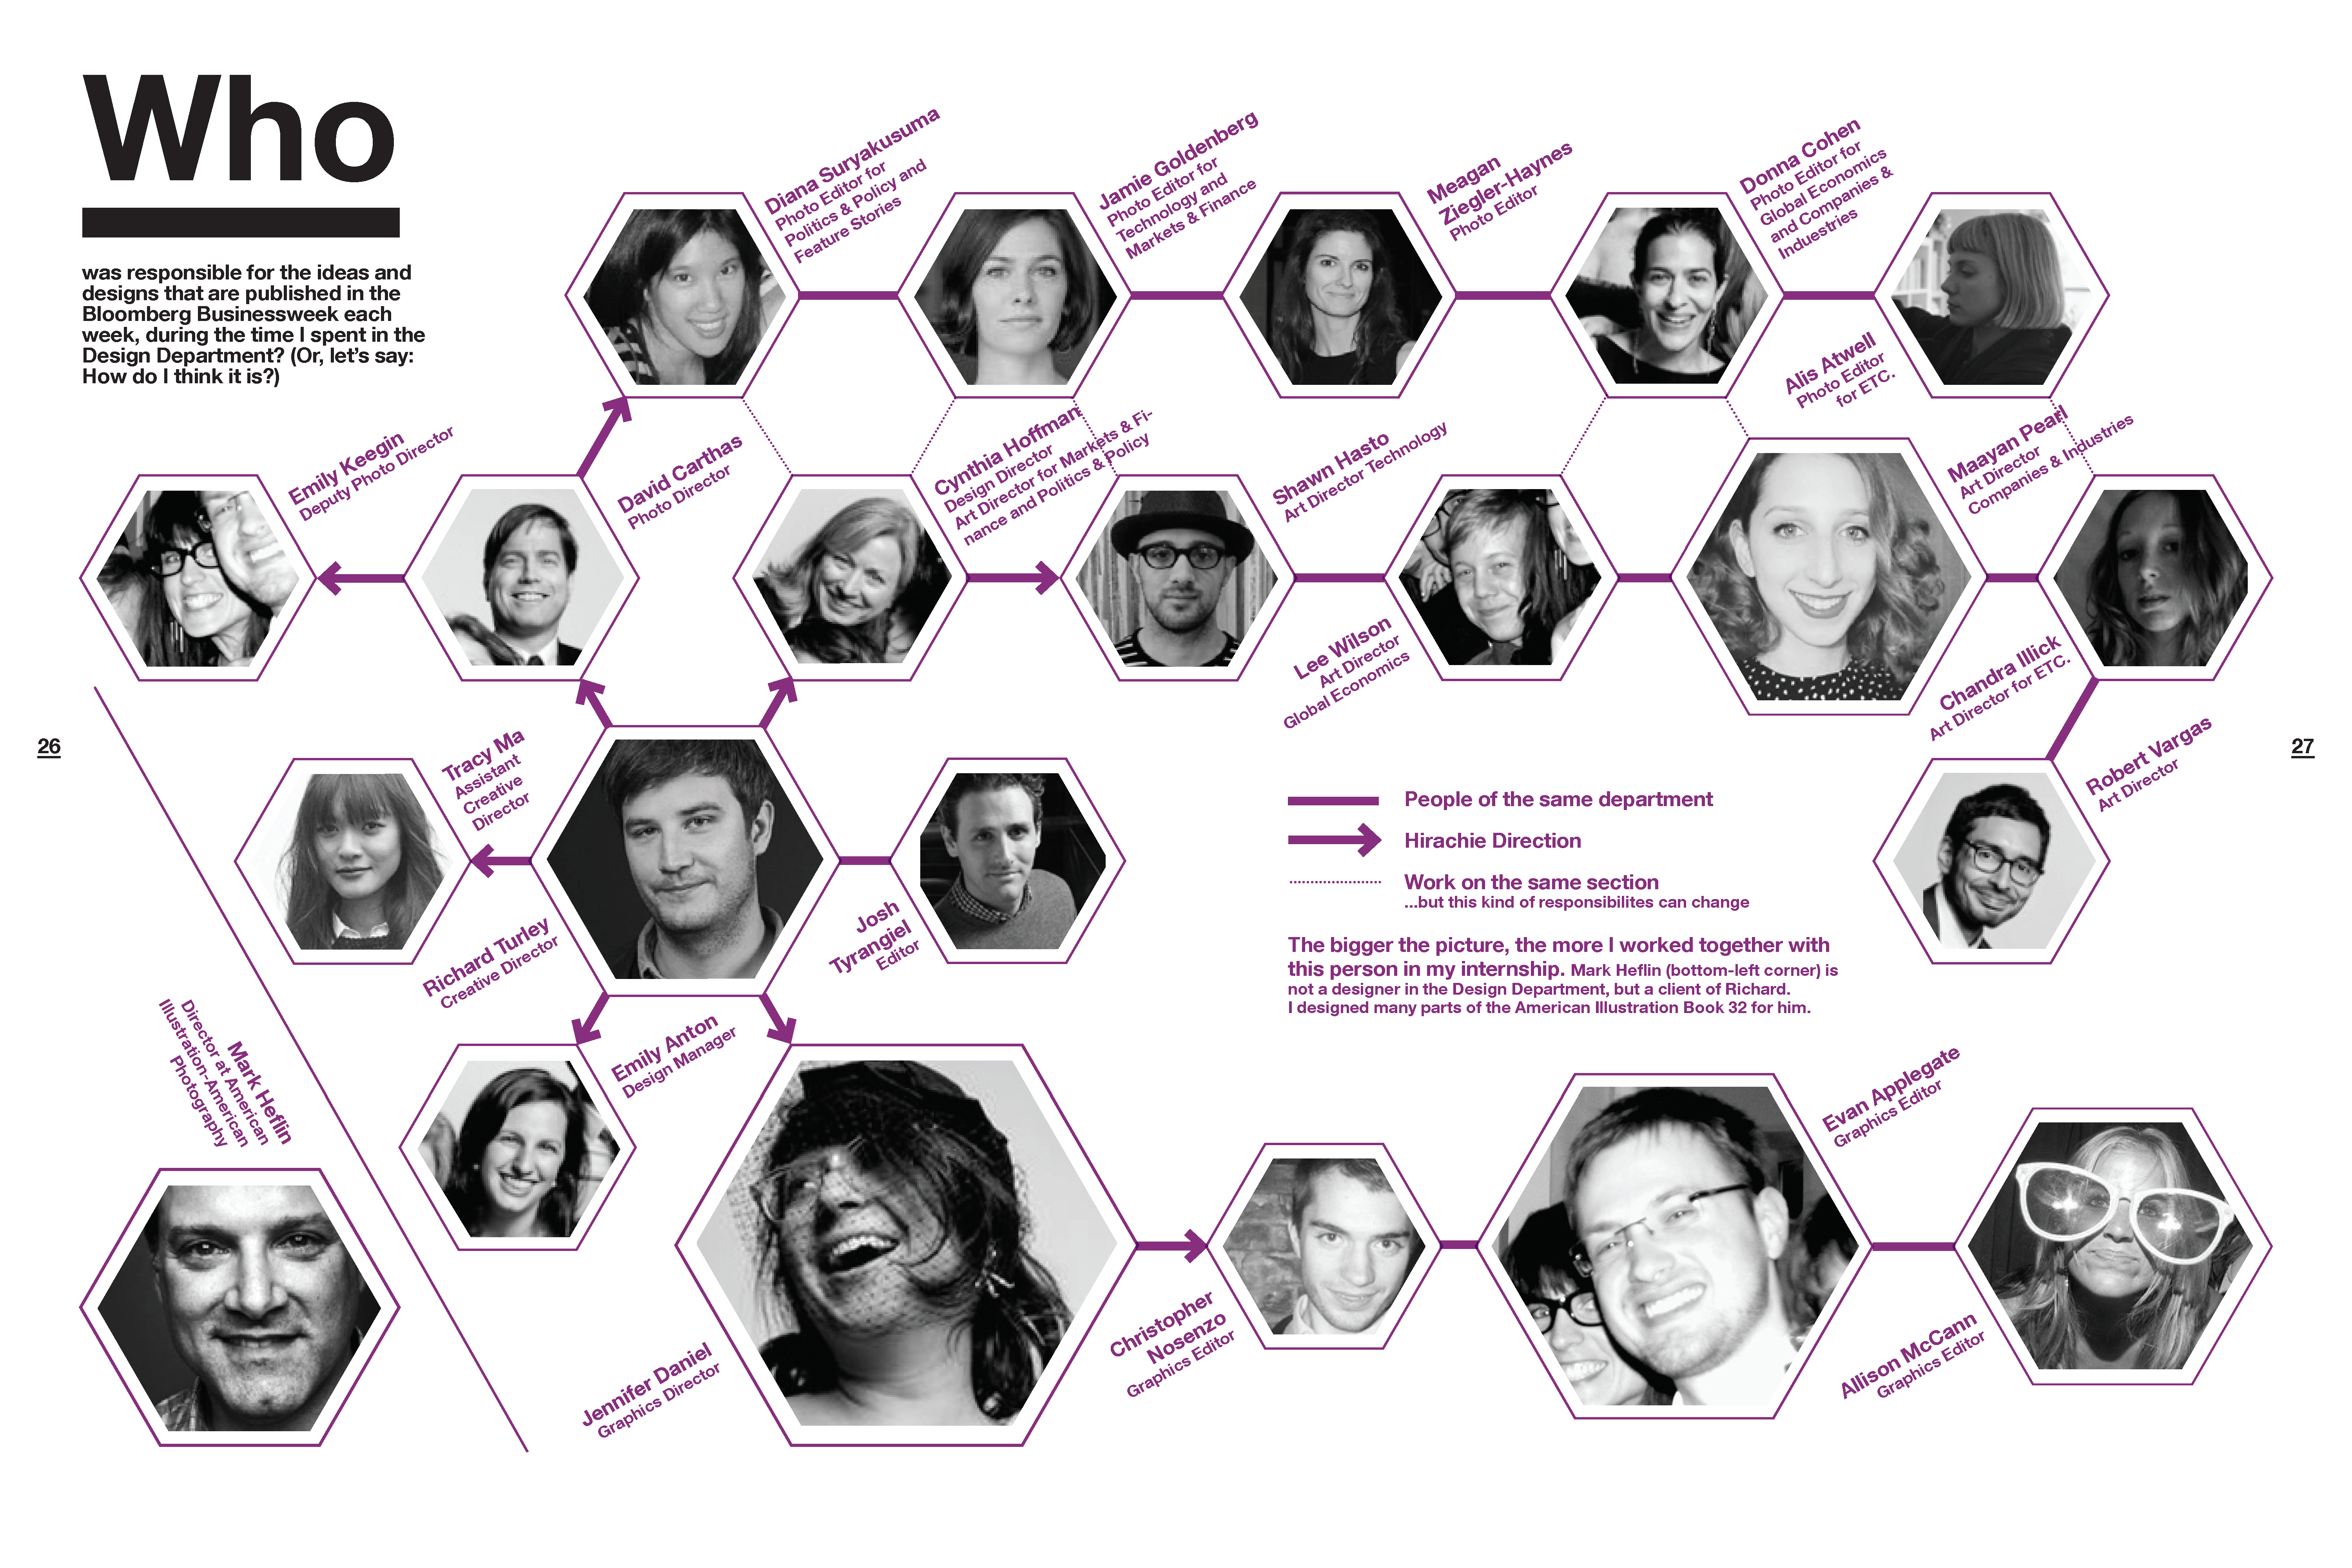 Who
was responsible for the ideas and
designs that are published in the
Bloomberg Businessweek each
week, during the time I spent in the
Design Department? (Or, let’s say:
How do I think it is?)
Diana Suryakusuma
Photo Editor for
Politics & Policy and
Feature Stories
Jamie Goldenberg
Photo Editor for
Technology and
Markets & Finance
Meagan
Ziegler-Haynes
Photo Editor
Donna Cohen
Photo Editor for
Global Economics
and Companies &
Induestries
Alis Atwell
Photo Editor
for ETC.
Emily Keegin
Deputy Photo Director
David Carthas
Photo Director
Cynthia Hoffman
Design Director
Art Director for Markets & Fi-
nance and Politics & Policy
Shawn Hasto
Art Director Technology
Lee Wilson
Art Director
Global Economics
Maayan Pearl
Art Director
Companies & Industries
Chandra Illick
Art Director for ETC.
Robert Vargas
Art Director
26
27
Tracy Ma
Assistant
Creative
Director
Richard Turley
Creative Director
Josh
Tyrangiel
Editor
People of the same department
Hirachie Direction
Work on the same section
...but this kind of responsibilites can change
The bigger the picture, the more I worked together with
this person in my internship. Mark Heflin (bottom-left corner) is
not a designer in the Design Department, but a client of Richard.
I designed many parts of the American Illustration Book 32 for him.
Emily Anton
Design Manager
Mark Heflin
Director at American
Illustration-American
Photography
Jennifer Daniel
Graphics Director
Christopher
Nosenzo
Graphics Editor
Evan Applegate
Graphics Editor
Allison McCann
Graphics Editor